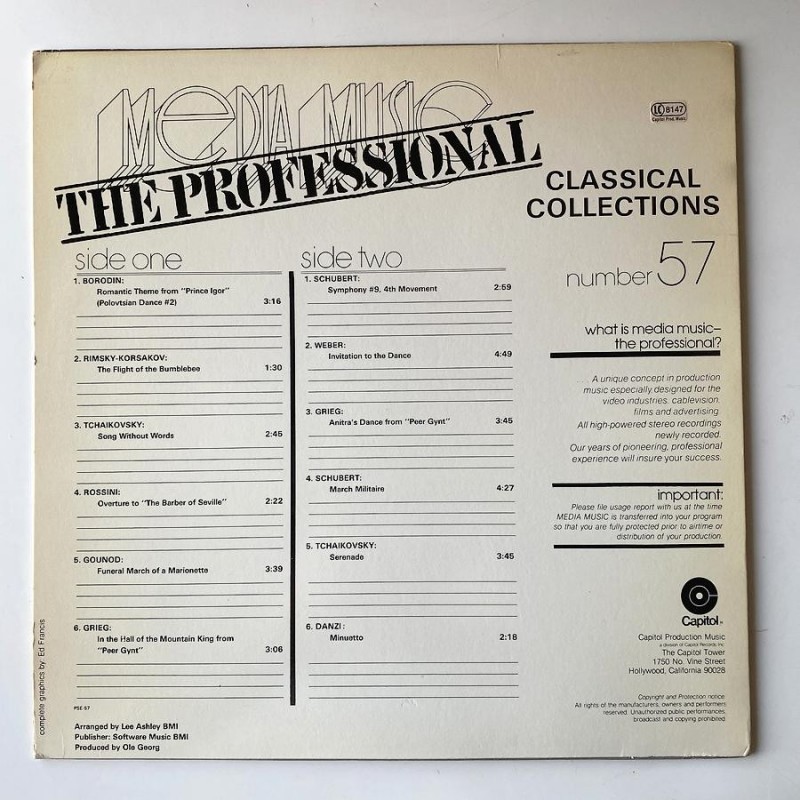 MEDIA MUSIC
THE PROFESSIONAL
LC 8147
Capitol Prod. Music
CLASSICAL
COLLECTIONS
number 57
side one
1. BORODIN:
Romantic Theme from "Prince Igor"
(Polovtsian Dance #2) 3:16
2. RIMSKY-KORSAKOV:
The Flight of the Bumblebee 1:30
3. TCHAIKOVSKY:
Song Without Words 2:45
4. ROSSINI:
Overture to "The Barber of Seville" 2:22
5. GOUNOD:
Funeral March of a Marionette 3:39
6. GRIEG:
In the Hall of the Mountain King from
"Peer Gynt" 3:06
side two
1. SCHUBERT:
Symphony #9, 4th Movement 2:59
2. WEBER:
Invitation to the Dance 4:49
3. GRIEG:
Anitra's Dance from "Peer Gynt" 3:45
4. SCHUBERT:
March Militaire 4:27
5. TCHAIKOVSKY:
Serenade 3:45
6. DANZI:
Minuetto 2:18
what is media music–
the professional?
. . . A unique concept in production
music especially designed for the
video industries, cablevision,
films and advertising.
All high-powered stereo recordings
newly recorded.
Our years of pioneering, professional
experience will insure your success.
important:
Please file usage report with us at the time
MEDIA MUSIC is transferred into your program
so that you are fully protected prior to airtime or
distribution of your production.
Capitol®
Capitol Production Music
a division of Capitol Records Inc.
The Capitol Tower
1750 No. Vine Street
Hollywood, California 90028
Copyright and Protection notice:
All rights of the manufacturers, owners and performers
reserved. Unauthorized public performances,
broadcast and copying prohibited
complete graphics by: Ed Francis
PSE-57
Arranged by Lee Ashley BMI
Publisher: Software Music BMI
Produced by Ole Georg